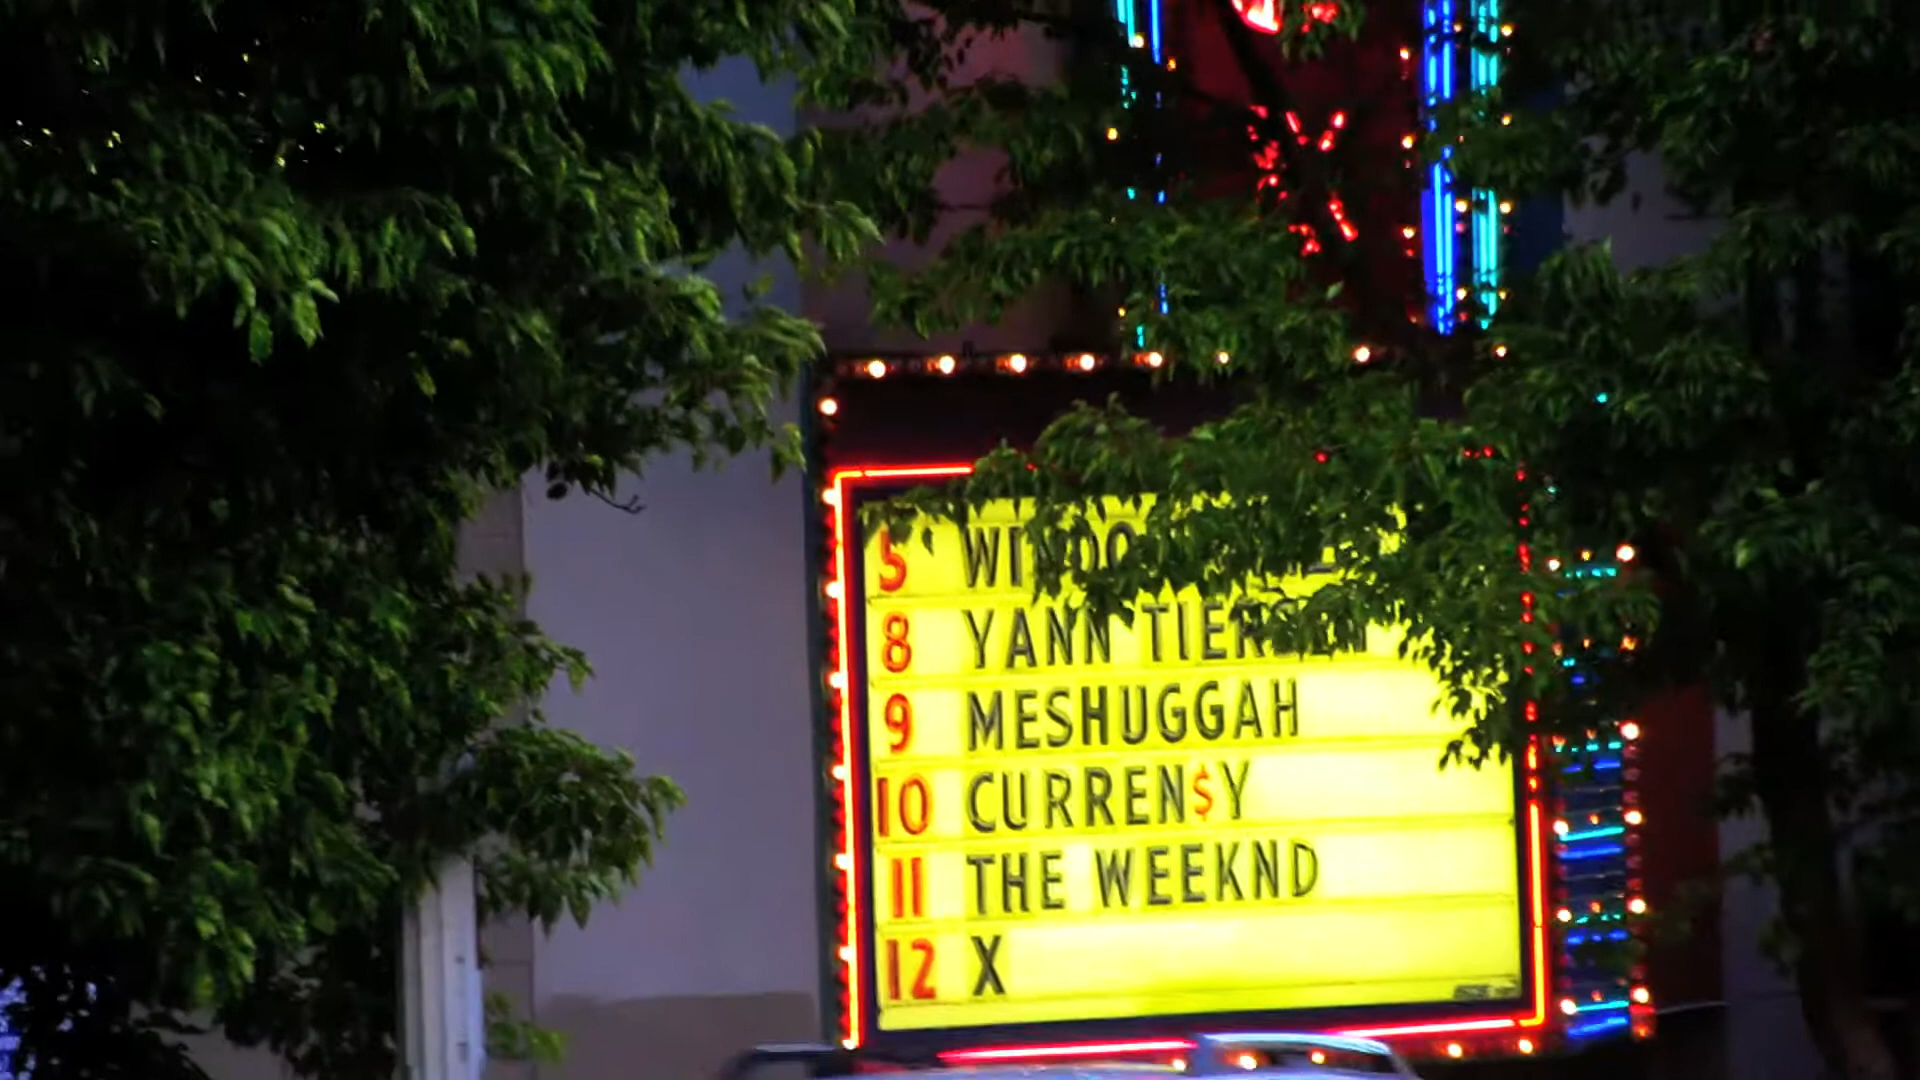 5
8 YANN
9 MESHUGGAH
10 CURREN$Y
11 THE WEEKND
12 X